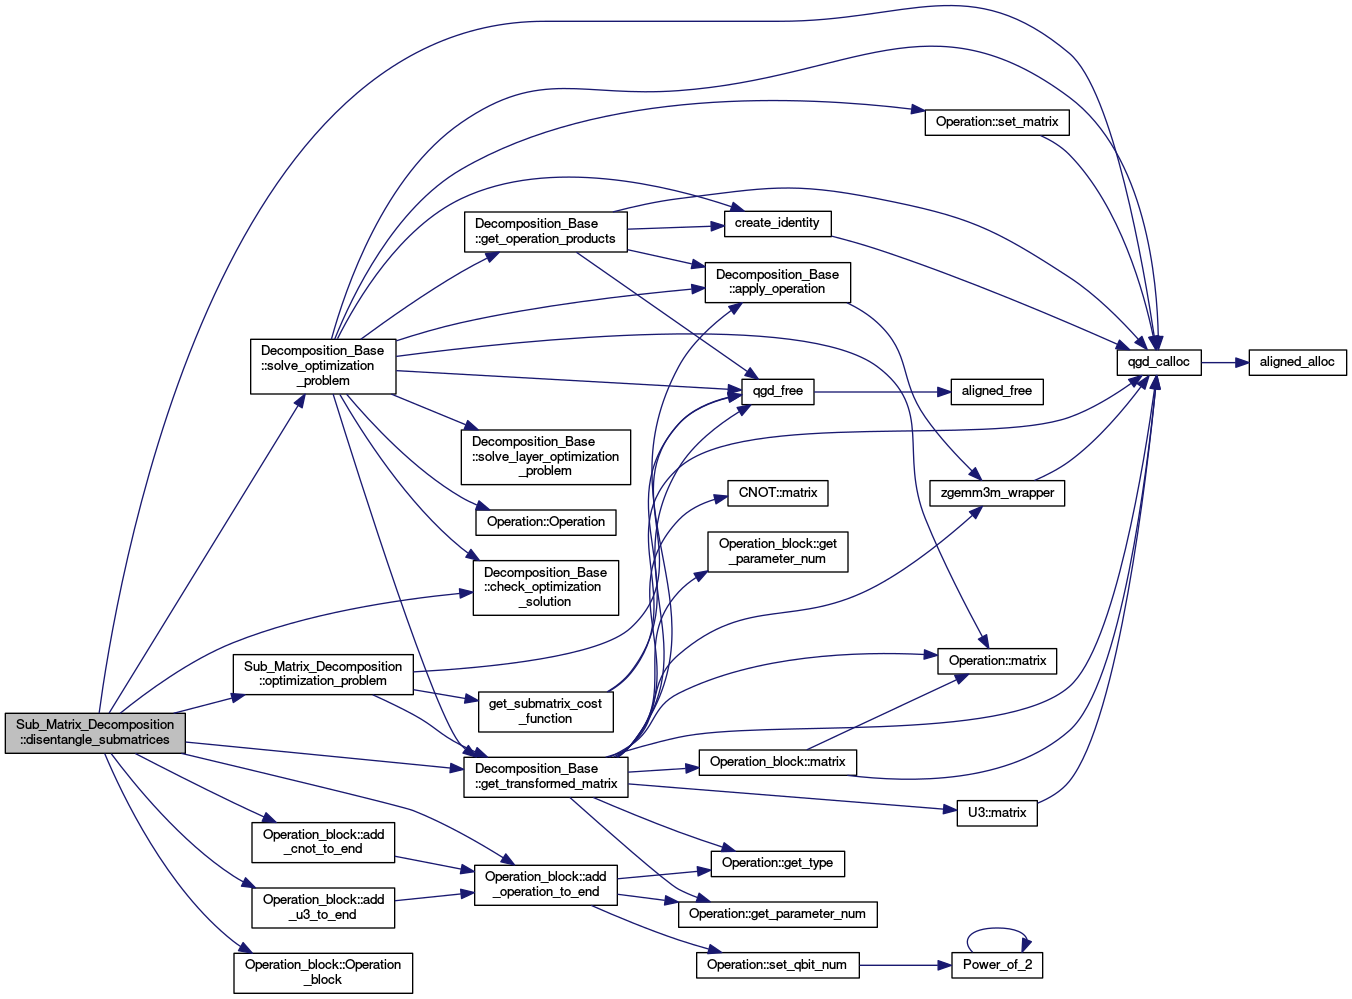 Operation::set_matrix
Decomposition_Base
::get_operation_products
create_identity
Decomposition_Base
::apply_operation
Decomposition_Base
::solve_optimization
_problem
qgd_calloc
aligned_alloc
qgd_free
aligned_free
Decomposition_Base
::solve_layer_optimization
_problem
CNOT::matrix
zgemm3m_wrapper
Operation::Operation
Operation_block::get
_parameter_num
Decomposition_Base
::check_optimization
_solution
Sub_Matrix_Decomposition
::optimization_problem
Operation::matrix
get_submatrix_cost
_function
Sub_Matrix_Decomposition
::disentangle_submatrices
Decomposition_Base
::get_transformed_matrix
Operation_block::matrix
U3::matrix
Operation_block::add
_cnot_to_end
Operation::get_type
Operation_block::add
_operation_to_end
Operation_block::add
_u3_to_end
Operation::get_parameter_num
Operation_block::Operation
_block
Operation::set_qbit_num
Power_of_2